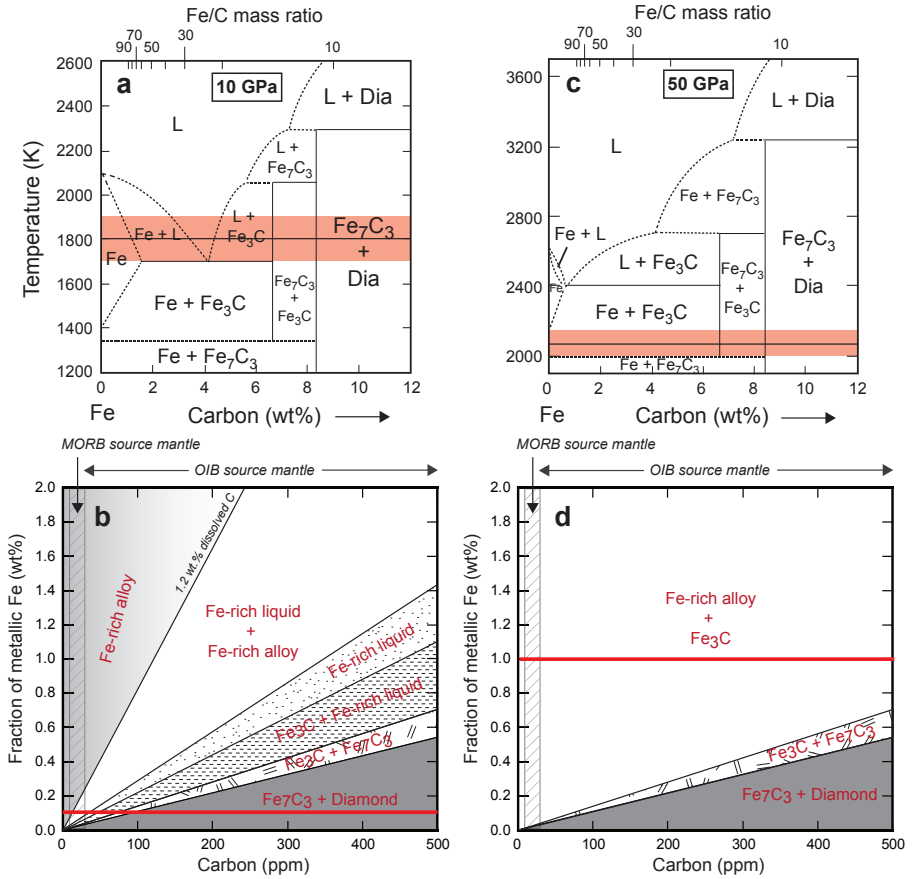 Fe/C mass ratio
90 70 50 30 10
a
10 GPa
L + Dia
L
L +
Fe7C3
Fe + L
L +
Fe3C
Fe7C3
+
Dia
Fe
Fe + Fe3C
Fe7C3
+
Fe3C
Fe + Fe7C3
Temperature (K)
2600
2400
2200
2000
1800
1600
1400
1200
0 2 4 6 8 10 12
Fe
Carbon (wt%)
Fe/C mass ratio
90 70 50 30 10
c
50 GPa
L + Dia
L
Fe + Fe7C3
Fe + L
Fe
L + Fe3C
Fe7C3
+
Fe3C
Fe7C3
+
Dia
Fe + Fe3C
Fe + Fe7C3
3600
3200
2800
2400
2000
0 2 4 6 8 10 12
Fe
Carbon (wt%)
MORB source mantle
OIB source mantle
b
1.2 wt.% dissolved C
Fe-rich alloy
Fe-rich liquid
+
Fe-rich alloy
Fe-rich liquid
Fe3C + Fe-rich liquid
Fe3C + Fe7C3
Fe7C3 + Diamond
Fraction of metallic Fe (wt%)
2.0
1.8
1.6
1.4
1.2
1.0
0.8
0.6
0.4
0.2
0.0
0 100 200 300 400 500
Carbon (ppm)
MORB source mantle
OIB source mantle
d
Fe-rich alloy
+
Fe3C
Fe3C + Fe7C3
Fe7C3 + Diamond
Fraction of metallic Fe (wt%)
2.0
1.8
1.6
1.4
1.2
1.0
0.8
0.6
0.4
0.2
0.0
0 100 200 300 400 500
Carbon (ppm)